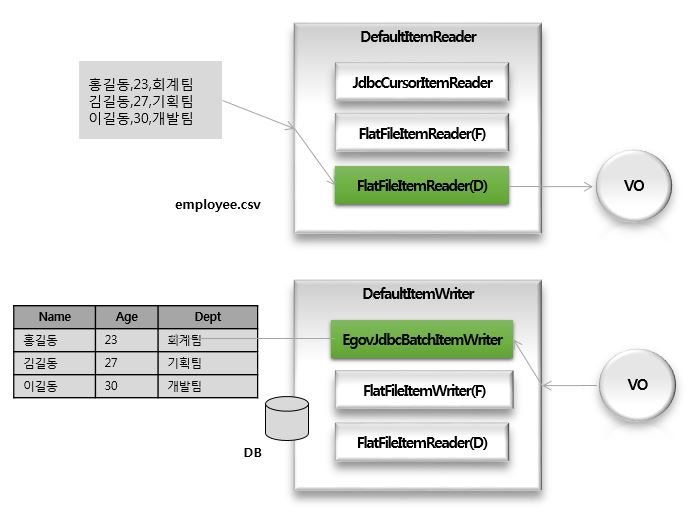 DefaultItemReader
홍길동,23,회계팀
김길동,27,기획팀
이길동,30,개발팀
employee.csv
JdbcCursorItemReader
FlatFileItemReader(F)
FlatFileItemReader(D)
VO
DefaultItemWriter
Name Age Dept
홍길동 23 회계팀
김길동 27 기획팀
이길동 30 개발팀
DB
EgovJdbcBatchItemWriter
FlatFileItemWriter(F)
FlatFileItemReader(D)
VO